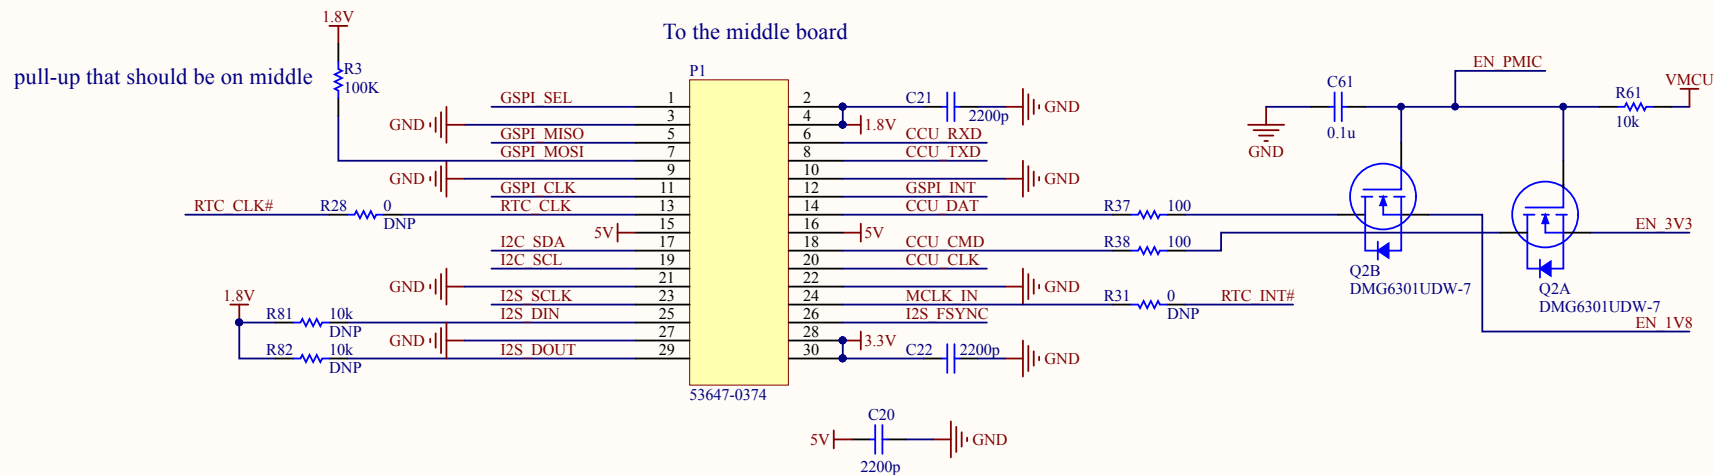 1.8V
To the middle board
pull-up that should be on middle
R3
100K
P1
EN_PMIC
VMCU
GSPI_SEL 1 2 C21 2200p GND
C61 0.1u GND
R61 10k
GND 3 4 1.8V
GSPI_MISO 5 6 CCU_RXD
GSPI_MOSI 7 8 CCU_TXD
GND 9 10 GND
GSPI_CLK 11 12 GSPI_INT
RTC_CLK# R28 0 DNP RTC_CLK 13 14 CCU_DAT R37 100
5V 15 16 5V
I2C_SDA 17 18 CCU_CMD R38 100 EN_3V3
I2C_SCL 19 20 CCU_CLK
GND 21 22 GND
Q2B
DMG6301UDW-7
Q2A
DMG6301UDW-7
1.8V
I2S_SCLK 23 24 MCLK_IN R31 0 DNP RTC_INT#
R81 10k DNP I2S_DIN 25 26 I2S_FSYNC
EN_1V8
GND 27 28 3.3V
R82 10k DNP I2S_DOUT 29 30 C22 2200p GND
53647-0374
C20
5V GND
2200p